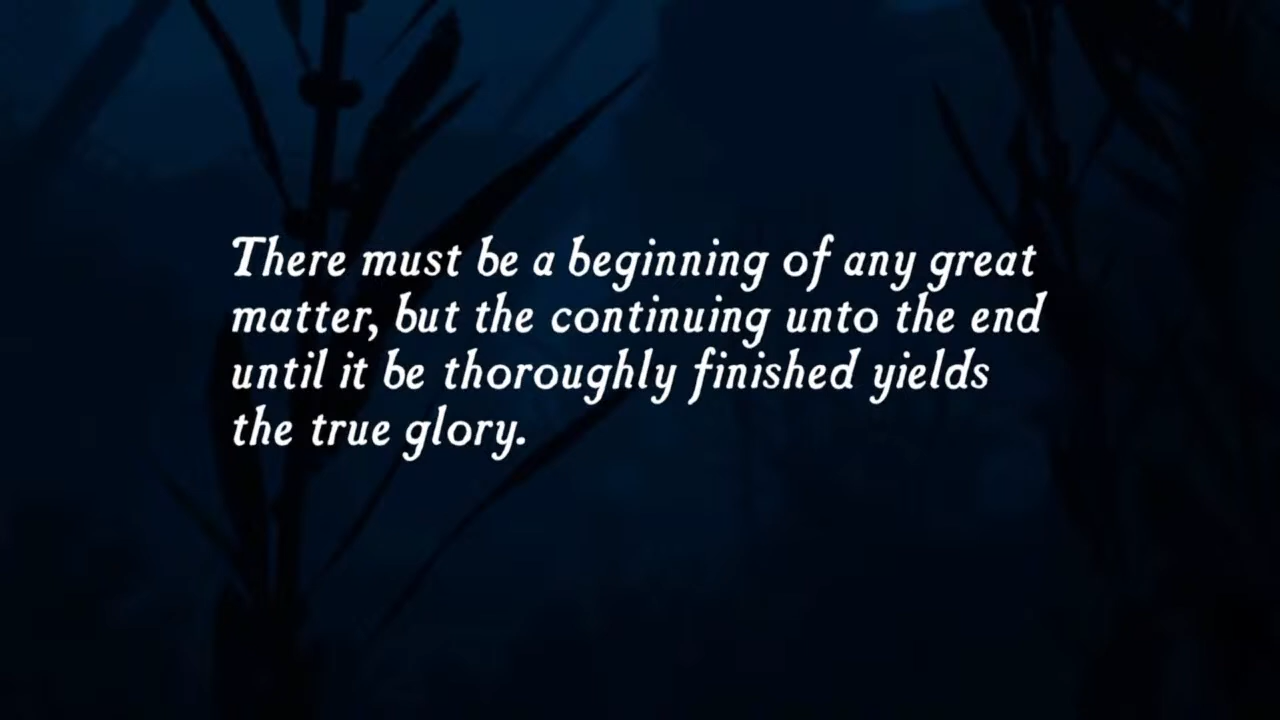 There must be a beginning of any great
matter, but the continuing unto the end
until it be thoroughly finished yields
the true glory.